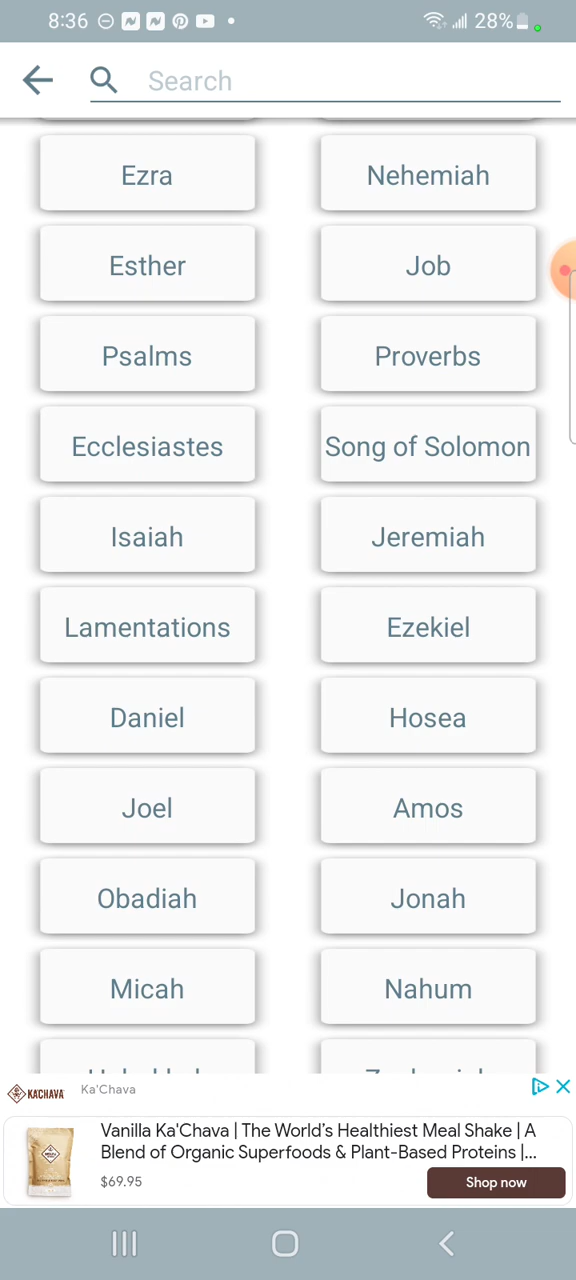 8:36 28%
Search
Ezra Nehemiah
Esther Job
Psalms Proverbs
Ecclesiastes Song of Solomon
Isaiah Jeremiah
Lamentations Ezekiel
Daniel Hosea
Joel Amos
Obadiah Jonah
Micah Nahum
KACHAVA Ka'Chava
Vanilla Ka'Chava | The World's Healthiest Meal Shake | A
Blend of Organic Superfoods & Plant-Based Proteins |...
$69.95 Shop now